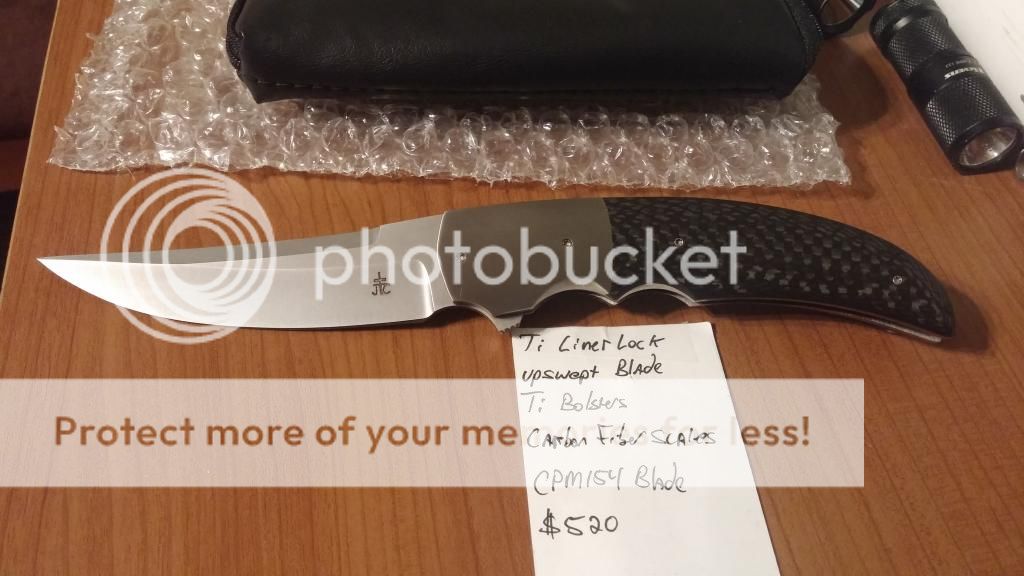 photobucket
Ti Liner Lock
upswept Blade
Ti Bolsters
Protect more of your memories for less!
Carbon Fiber scales
CPM154 Blade
$520